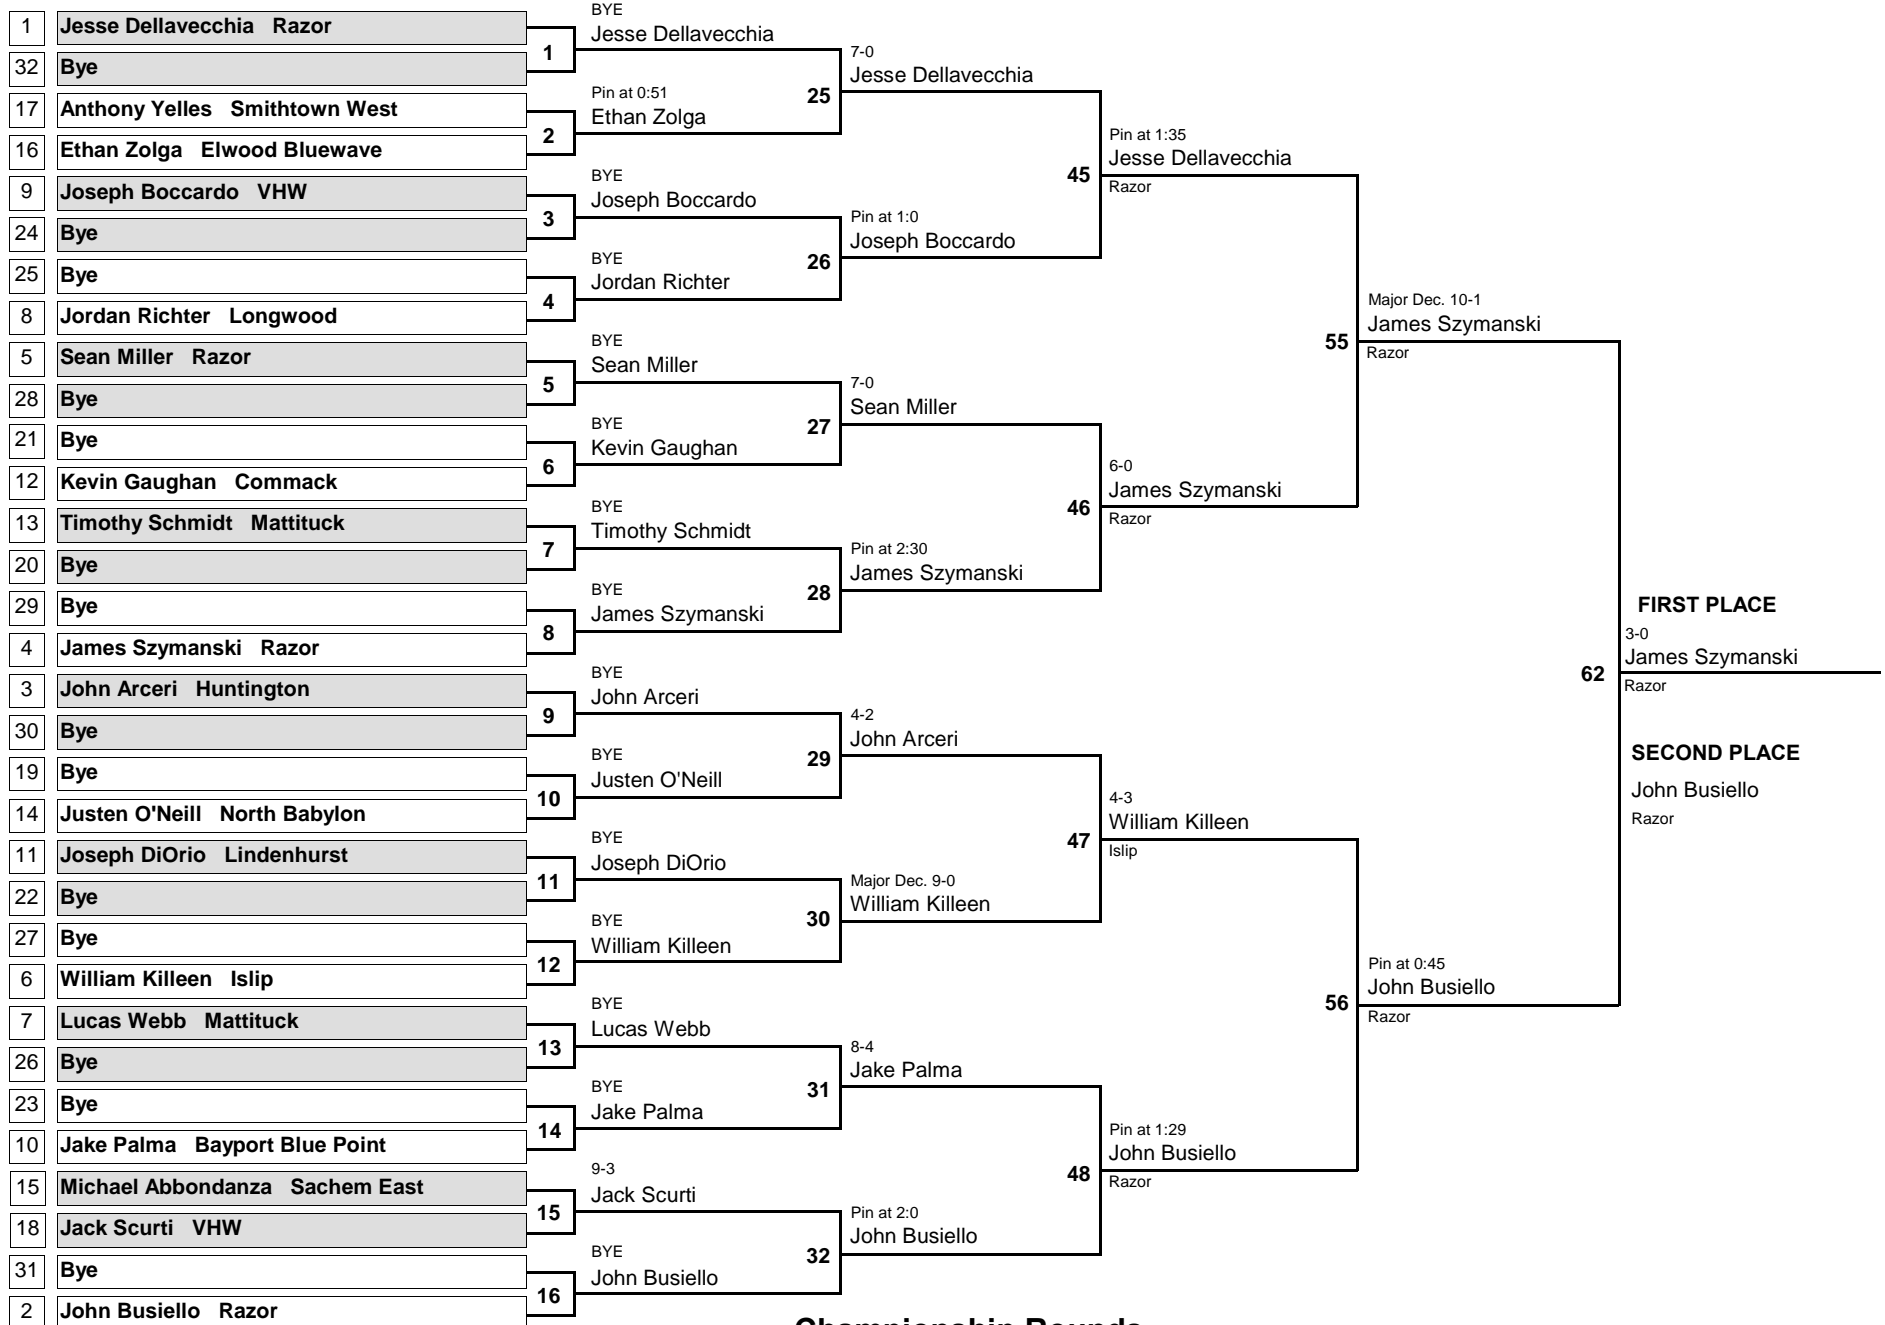 1 Jesse Dellavecchia Razor
32 Bye
17 Anthony Yelles Smithtown West
16 Ethan Zolga Elwood Bluewave
9 Joseph Boccardo VHW
24 Bye
25 Bye
8 Jordan Richter Longwood
5 Sean Miller Razor
28 Bye
21 Bye
12 Kevin Gaughan Commack
13 Timothy Schmidt Mattituck
20 Bye
29 Bye
4 James Szymanski Razor
3 John Arceri Huntington
30 Bye
19 Bye
14 Justen O'Neill North Babylon
11 Joseph DiOrio Lindenhurst
22 Bye
27 Bye
6 William Killeen Islip
7 Lucas Webb Mattituck
26 Bye
23 Bye
10 Jake Palma Bayport Blue Point
15 Michael Abbondanza Sachem East
18 Jack Scurti VHW
31 Bye
2 John Busiello Razor
BYE
Jesse Dellavecchia
1
Pin at 0:51
Ethan Zolga
2
BYE
Joseph Boccardo
3
BYE
Jordan Richter
4
BYE
Sean Miller
5
BYE
Kevin Gaughan
6
BYE
Timothy Schmidt
7
BYE
James Szymanski
8
BYE
John Arceri
9
BYE
Justen O'Neill
10
BYE
Joseph DiOrio
11
BYE
William Killeen
12
BYE
Lucas Webb
13
BYE
Jake Palma
14
9-3
Jack Scurti
15
BYE
John Busiello
16
7-0
Jesse Dellavecchia
25
Pin at 1:0
Joseph Boccardo
26
7-0
Sean Miller
27
Pin at 2:30
James Szymanski
28
4-2
John Arceri
29
Major Dec. 9-0
William Killeen
30
8-4
Jake Palma
31
Pin at 2:0
John Busiello
32
Pin at 1:35
Jesse Dellavecchia
45
Razor
6-0
James Szymanski
46
Razor
4-3
William Killeen
47
Islip
Pin at 1:29
John Busiello
48
Razor
Major Dec. 10-1
James Szymanski
55
Razor
Pin at 0:45
John Busiello
56
Razor
FIRST PLACE
3-0
James Szymanski
62
Razor
SECOND PLACE
John Busiello
Razor
Championship Rounds